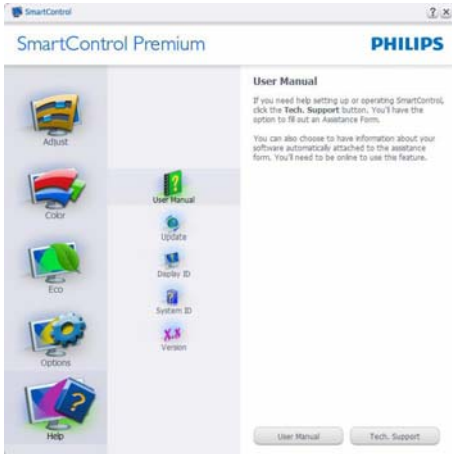 SmartControl
SmartControl Premium
PHILIPS
Adjust
Color
Eco
Options
Help
User Manual
Update
Display ID
System ID
X.x
Version
User Manual
If you need help setting up or operating SmartControl,
click the Tech. Support button. You'll have the
option to fill out an Assistance Form.
You can also choose to have information about your
software automatically attached to the assistance
form. You'll need to be online to use this feature.
User Manual
Tech. Support